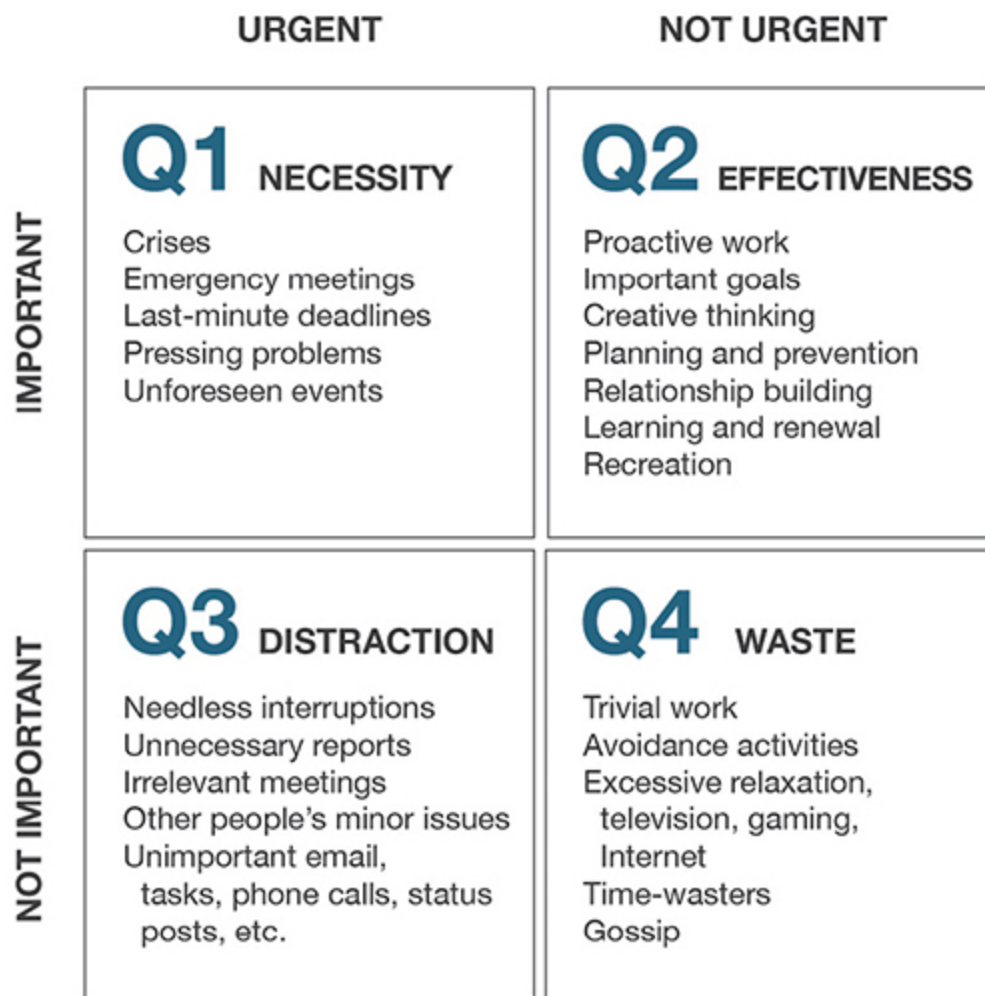 URGENT
NOT URGENT
IMPORTANT
Q1 NECESSITY
Crises
Emergency meetings
Last-minute deadlines
Pressing problems
Unforeseen events
Q2 EFFECTIVENESS
Proactive work
Important goals
Creative thinking
Planning and prevention
Relationship building
Learning and renewal
Recreation
NOT IMPORTANT
Q3 DISTRACTION
Needless interruptions
Unnecessary reports
Irrelevant meetings
Other people’s minor issues
Unimportant email,
tasks, phone calls, status
posts, etc.
Q4 WASTE
Trivial work
Avoidance activities
Excessive relaxation,
television, gaming,
Internet
Time-wasters
Gossip